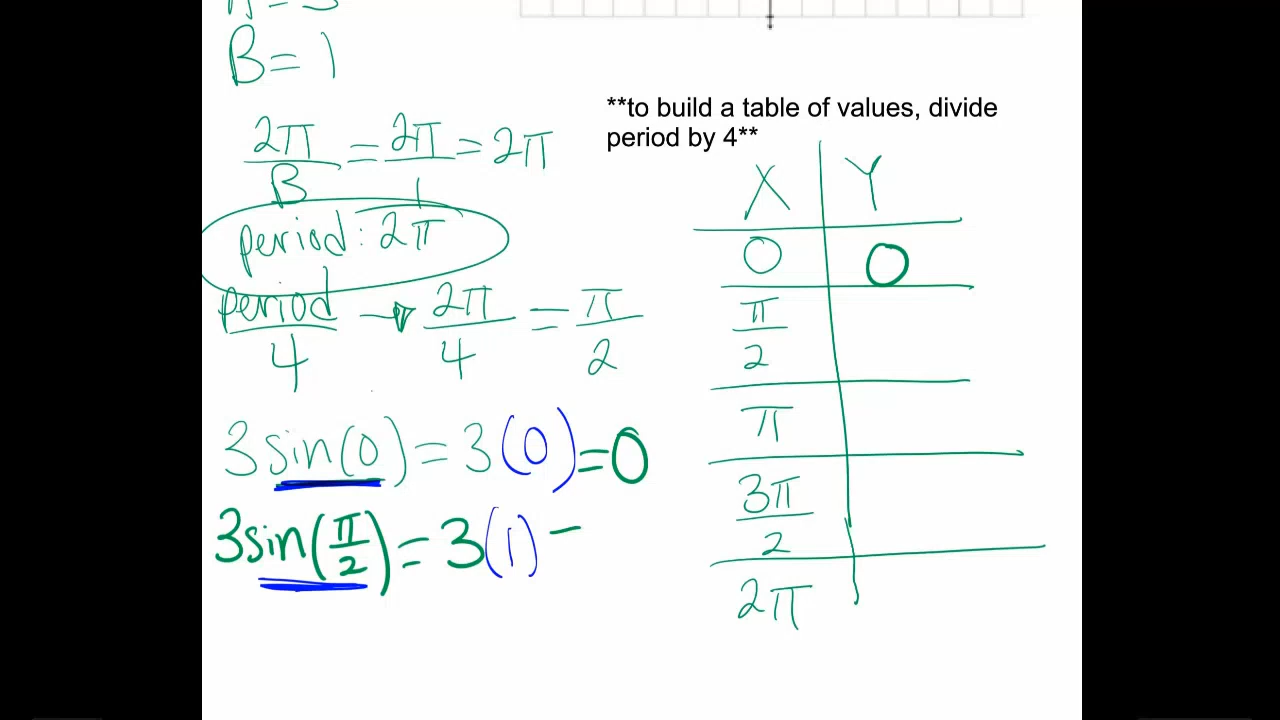 B = 1
2π/B = 2π/1 = 2π
period: 2π
period/4 → 2π/4 = π/2
3sin(0) = 3(0) = 0
3sin(π/2) = 3(1) -
**to build a table of values, divide
period by 4**
X Y
0 0
π/2
π
3π/2
2π